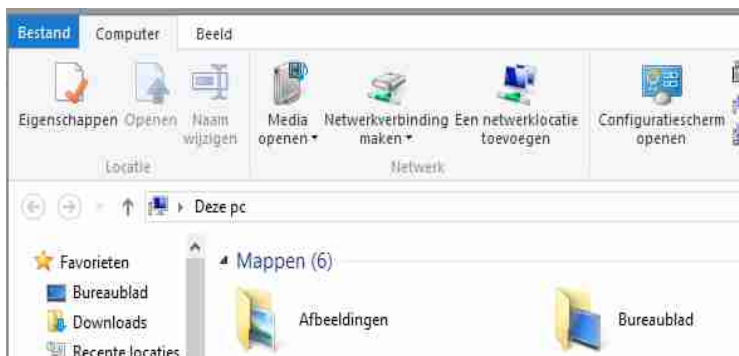 Bestand Computer Beeld
Eigenschappen Openen Naam wijzigen
Media openen Netwerkverbinding maken Een netwerklocatie toevoegen
Configuratiescherm openen
Locatie Netwerk
Deze pc
Favorieten
Bureaublad
Downloads
Recente locaties
Mappen (6)
Afbeeldingen Bureaublad